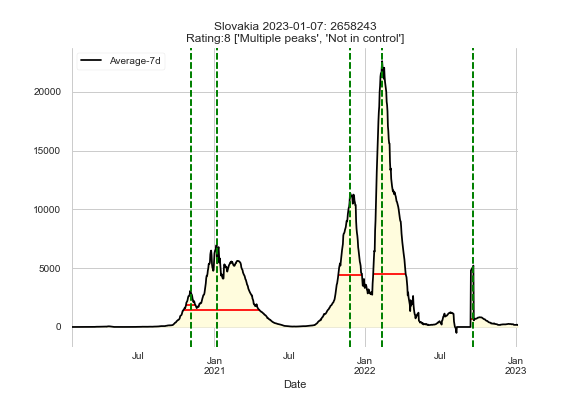 Slovakia 2023-01-07: 2658243
Rating:8 ['Multiple peaks', 'Not in control']
Average-7d
20000
15000
10000
5000
0
Jul
Jan
2021
Jul
Jan
2022
Jul
Jan
2023
Date